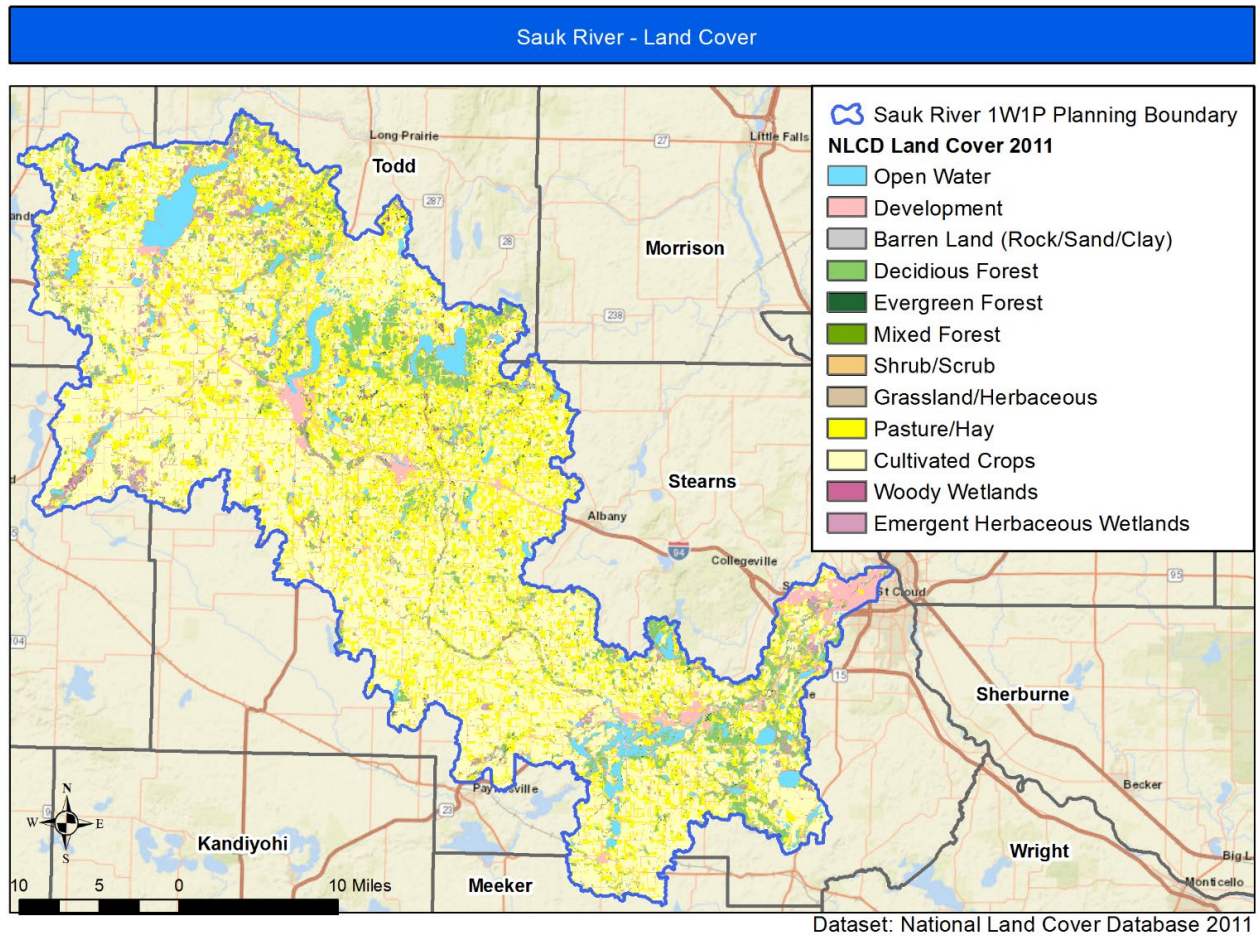 Sauk River - Land Cover
Sauk River 1W1P Planning Boundary
NLCD Land Cover 2011
Open Water
Development
Barren Land (Rock/Sand/Clay)
Decidious Forest
Evergreen Forest
Mixed Forest
Shrub/Scrub
Grassland/Herbaceous
Pasture/Hay
Cultivated Crops
Woody Wetlands
Emergent Herbaceous Wetlands
Long Prairie
27
Little Falls
Todd
287
28
Morrison
238
Stearns
Albany
94
Collegeville
95
St Cloud
15
Sherburne
Becker
23
Kandiyohi
Meeker
Wright
Big L
Monticello
N
W E
S
10 5 0 10 Miles
Dataset: National Land Cover Database 2011